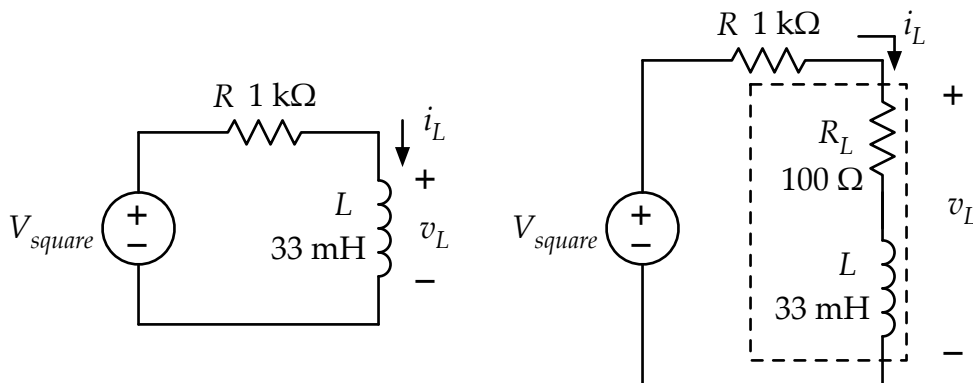 R 1 kΩ
i_L
+
−
V_square
L
33 mH
+
v_L
−
R 1 kΩ
i_L
+
−
V_square
R_L
100 Ω
L
33 mH
+
v_L
−